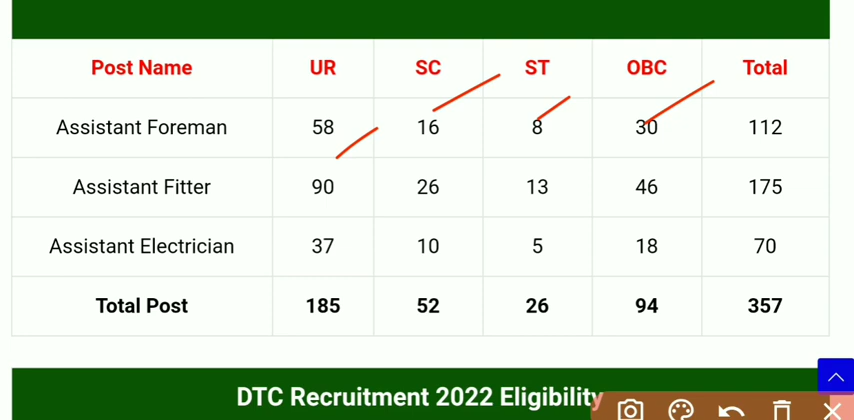 Post Name UR SC ST OBC Total
Assistant Foreman 58 16 8 30 112
Assistant Fitter 90 26 13 46 175
Assistant Electrician 37 10 5 18 70
Total Post 185 52 26 94 357
DTC Recruitment 2022 Eligibility